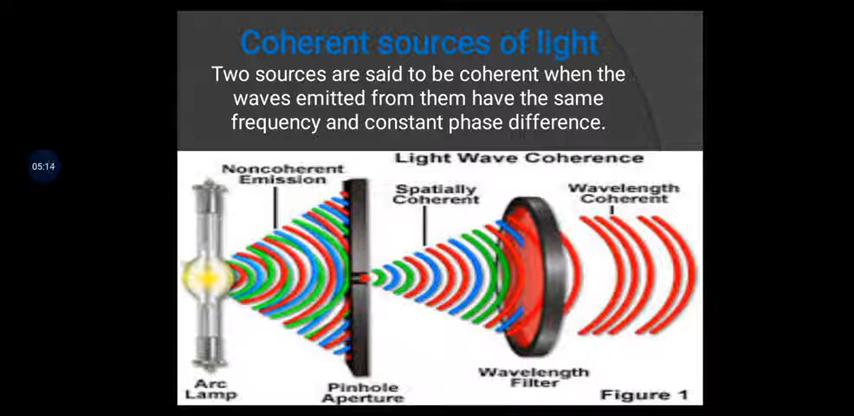 Coherent sources of light
Two sources are said to be coherent when the
waves emitted from them have the same
frequency and constant phase difference.
05:14
Light Wave Coherence
Noncoherent
Emission
Spatially
Coherent
Wavelength
Coherent
Arc
Lamp
Pinhole
Aperture
Wavelength
Filter
Figure 1